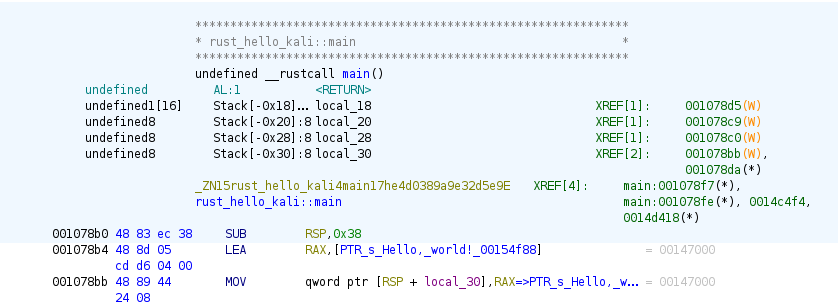 **************************************************************
* rust_hello_kali::main *
**************************************************************
undefined __rustcall main()
undefined AL:1 <RETURN>
undefined1[16] Stack[-0x18]... local_18 XREF[1]: 001078d5(W)
undefined8 Stack[-0x20]:8 local_20 XREF[1]: 001078c9(W)
undefined8 Stack[-0x28]:8 local_28 XREF[1]: 001078c0(W)
undefined8 Stack[-0x30]:8 local_30 XREF[2]: 001078bb(W),
001078da(*)
_ZN15rust_hello_kali4main17he4d0389a9e32d5e9E XREF[4]: main:001078f7(*),
rust_hello_kali::main main:001078fe(*), 0014c4f4,
0014d418(*)
001078b0 48 83 ec 38 SUB RSP,0x38
001078b4 48 8d 05 LEA RAX,[PTR_s_Hello,_world!_00154f88] = 00147000
cd d6 04 00
001078bb 48 89 44 MOV qword ptr [RSP + local_30],RAX=>PTR_s_Hello,_w... = 00147000
24 08